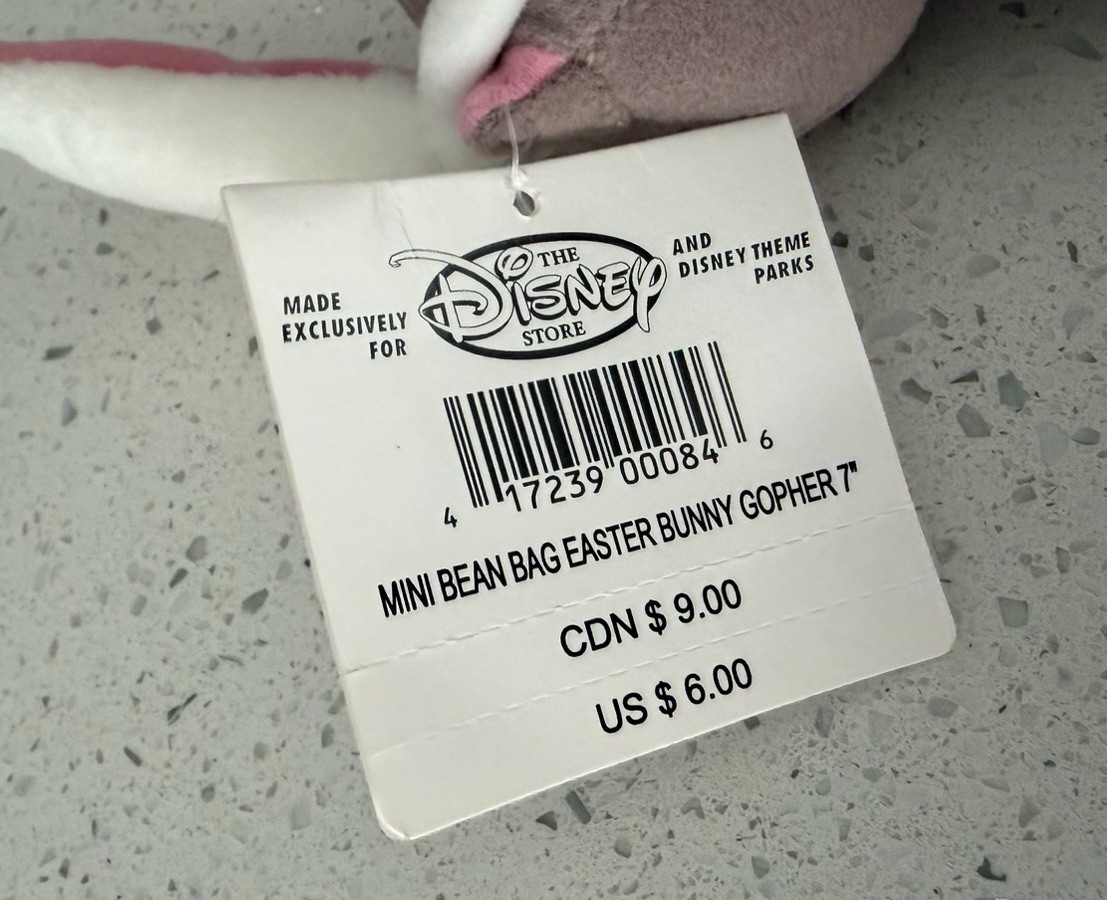 MADE
EXCLUSIVELY
FOR
THE
Disney
STORE
AND
DISNEY THEME
PARKS
4 17239 00084 6
MINI BEAN BAG EASTER BUNNY GOPHER 7"
CDN $ 9.00
US $ 6.00